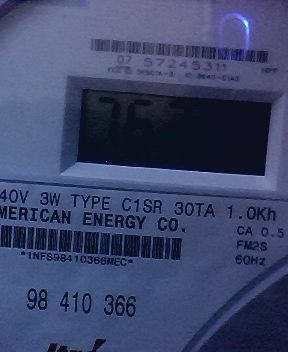 07 57245311
40V 3W TYPE C1SR 30TA 1.0Kh
MERICAN ENERGY CO.
CA 0.5
FM2S
60Hz
*1NFS98410366MEC*
98 410 366